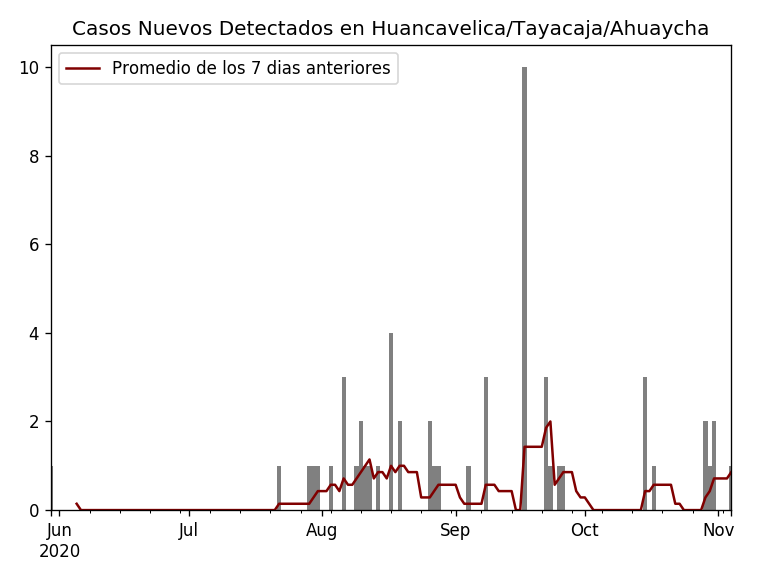 Casos Nuevos Detectados en Huancavelica/Tayacaja/Ahuaycha
Promedio de los 7 dias anteriores
10
8
6
4
2
0
Jun Jul Aug Sep Oct Nov
2020